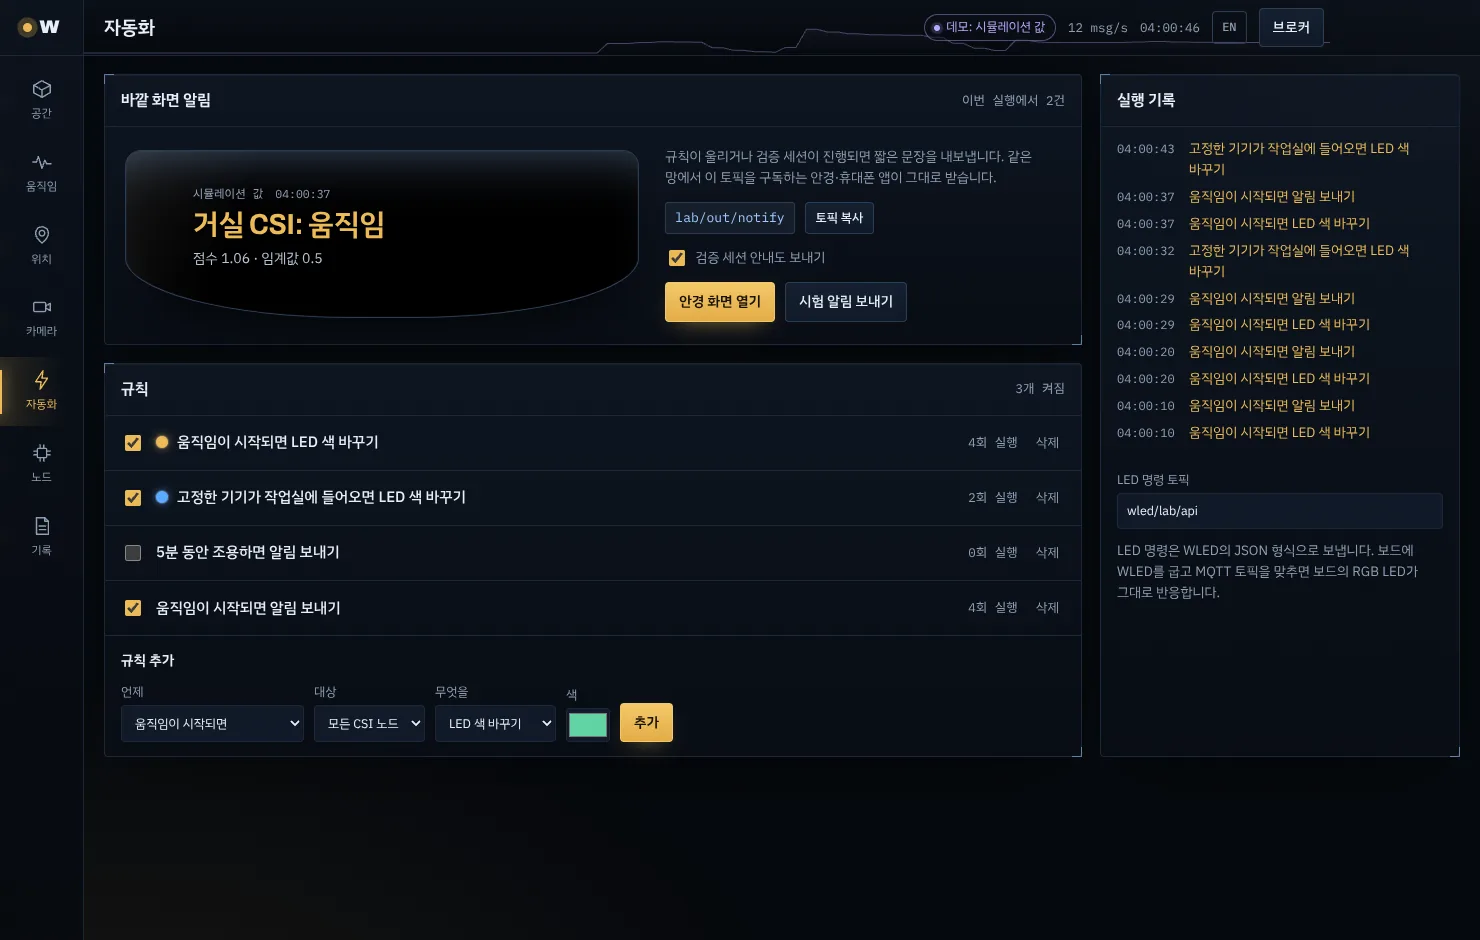 W
자동화
데모: 시뮬레이션 값
12 msg/s
04:00:46
EN
브로커
공간
움직임
위치
카메라
자동화
노드
기록
바깥 화면 알림
이번 실행에서 2건
시뮬레이션 값 04:00:37
거실 CSI: 움직임
점수 1.06 · 임계값 0.5
규칙이 울리거나 검증 세션이 진행되면 짧은 문장을 내보냅니다. 같은
망에서 이 토픽을 구독하는 안경·휴대폰 앱이 그대로 받습니다.
lab/out/notify
토픽 복사
검증 세션 안내도 보내기
안경 화면 열기
시험 알림 보내기
규칙
3개 켜짐
움직임이 시작되면 LED 색 바꾸기
4회 실행
삭제
고정한 기기가 작업실에 들어오면 LED 색 바꾸기
2회 실행
삭제
5분 동안 조용하면 알림 보내기
0회 실행
삭제
움직임이 시작되면 알림 보내기
4회 실행
삭제
규칙 추가
언제
움직임이 시작되면
대상
모든 CSI 노드
무엇을
LED 색 바꾸기
색
추가
실행 기록
04:00:43 고정한 기기가 작업실에 들어오면 LED 색
바꾸기
04:00:37 움직임이 시작되면 알림 보내기
04:00:37 움직임이 시작되면 LED 색 바꾸기
04:00:32 고정한 기기가 작업실에 들어오면 LED 색
바꾸기
04:00:29 움직임이 시작되면 알림 보내기
04:00:29 움직임이 시작되면 LED 색 바꾸기
04:00:20 움직임이 시작되면 알림 보내기
04:00:20 움직임이 시작되면 LED 색 바꾸기
04:00:10 움직임이 시작되면 알림 보내기
04:00:10 움직임이 시작되면 LED 색 바꾸기
LED 명령 토픽
wled/lab/api
LED 명령은 WLED의 JSON 형식으로 보냅니다. 보드에
WLED를 굽고 MQTT 토픽을 맞추면 보드의 RGB LED가
그대로 반응합니다.